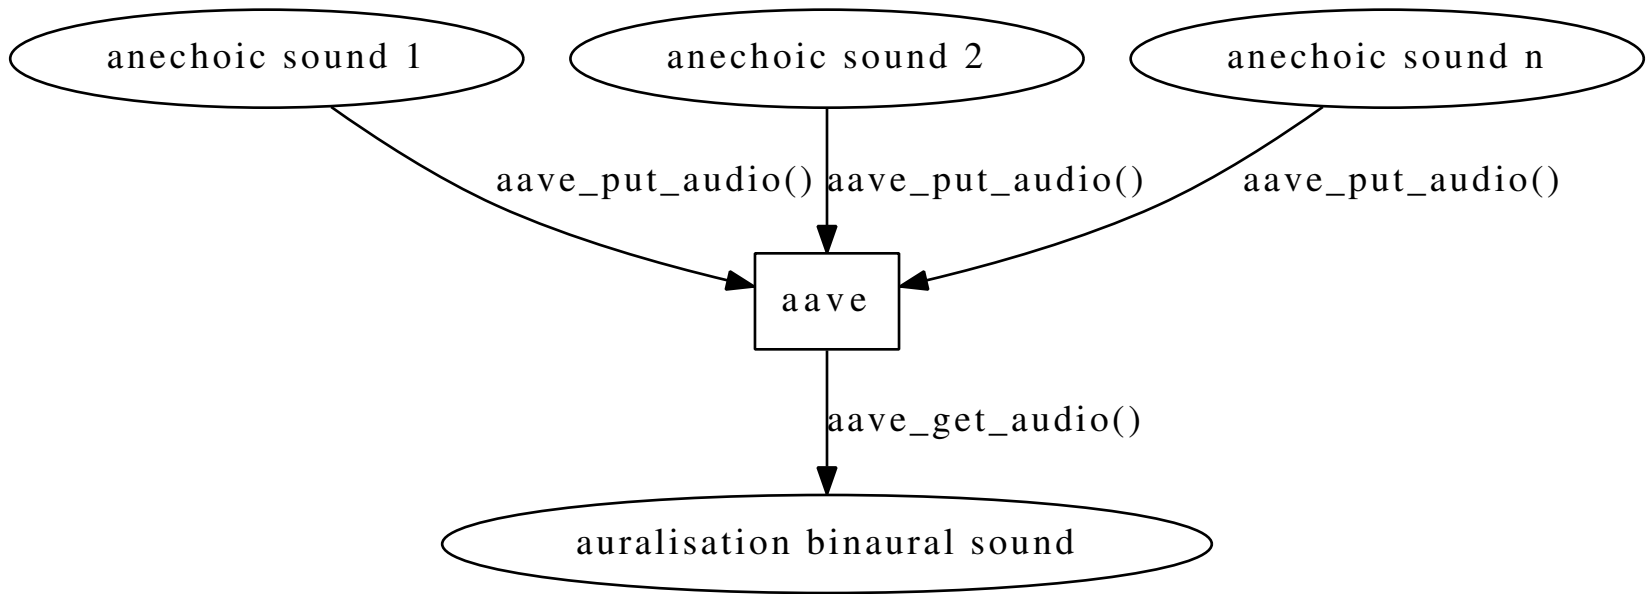 anechoic sound 1
anechoic sound 2
anechoic sound n
aave_put_audio()
aave_put_audio()
aave_put_audio()
aave
aave_get_audio()
auralisation binaural sound